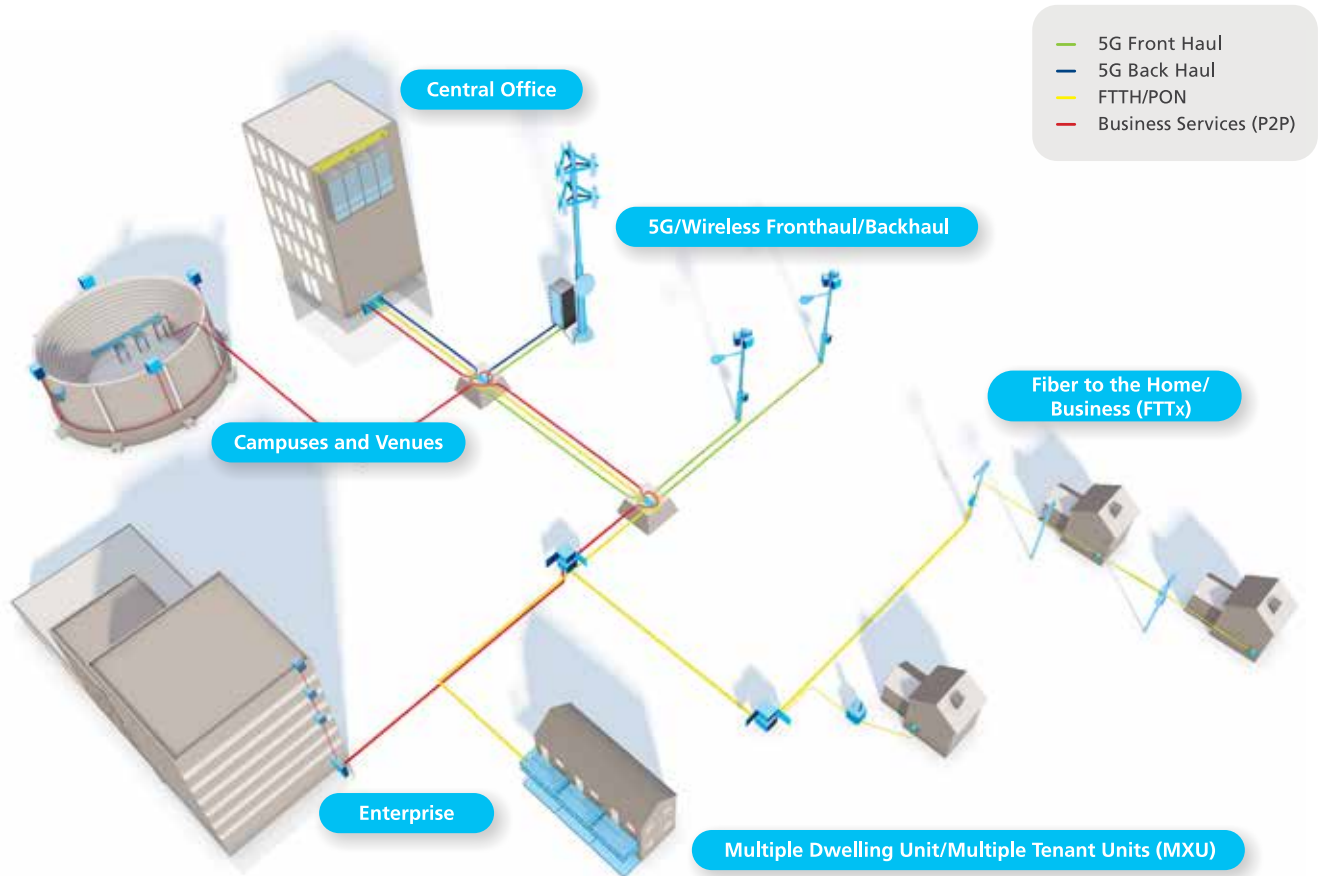 5G Front Haul
5G Back Haul
FTTH/PON
Business Services (P2P)
Central Office
5G/Wireless Fronthaul/Backhaul
Fiber to the Home/
Business (FTTx)
Campuses and Venues
Enterprise
Multiple Dwelling Unit/Multiple Tenant Units (MXU)